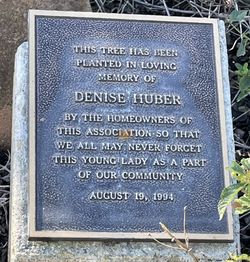 THIS TREE HAS BEEN
PLANTED IN LOVING
MEMORY OF
DENISE HUBER
BY THE HOMEOWNERS OF
THIS ASSOCIATION SO THAT
WE ALL MAY NEVER FORGET
THIS YOUNG LADY AS A PART
OF OUR COMMUNITY
AUGUST 19, 1994